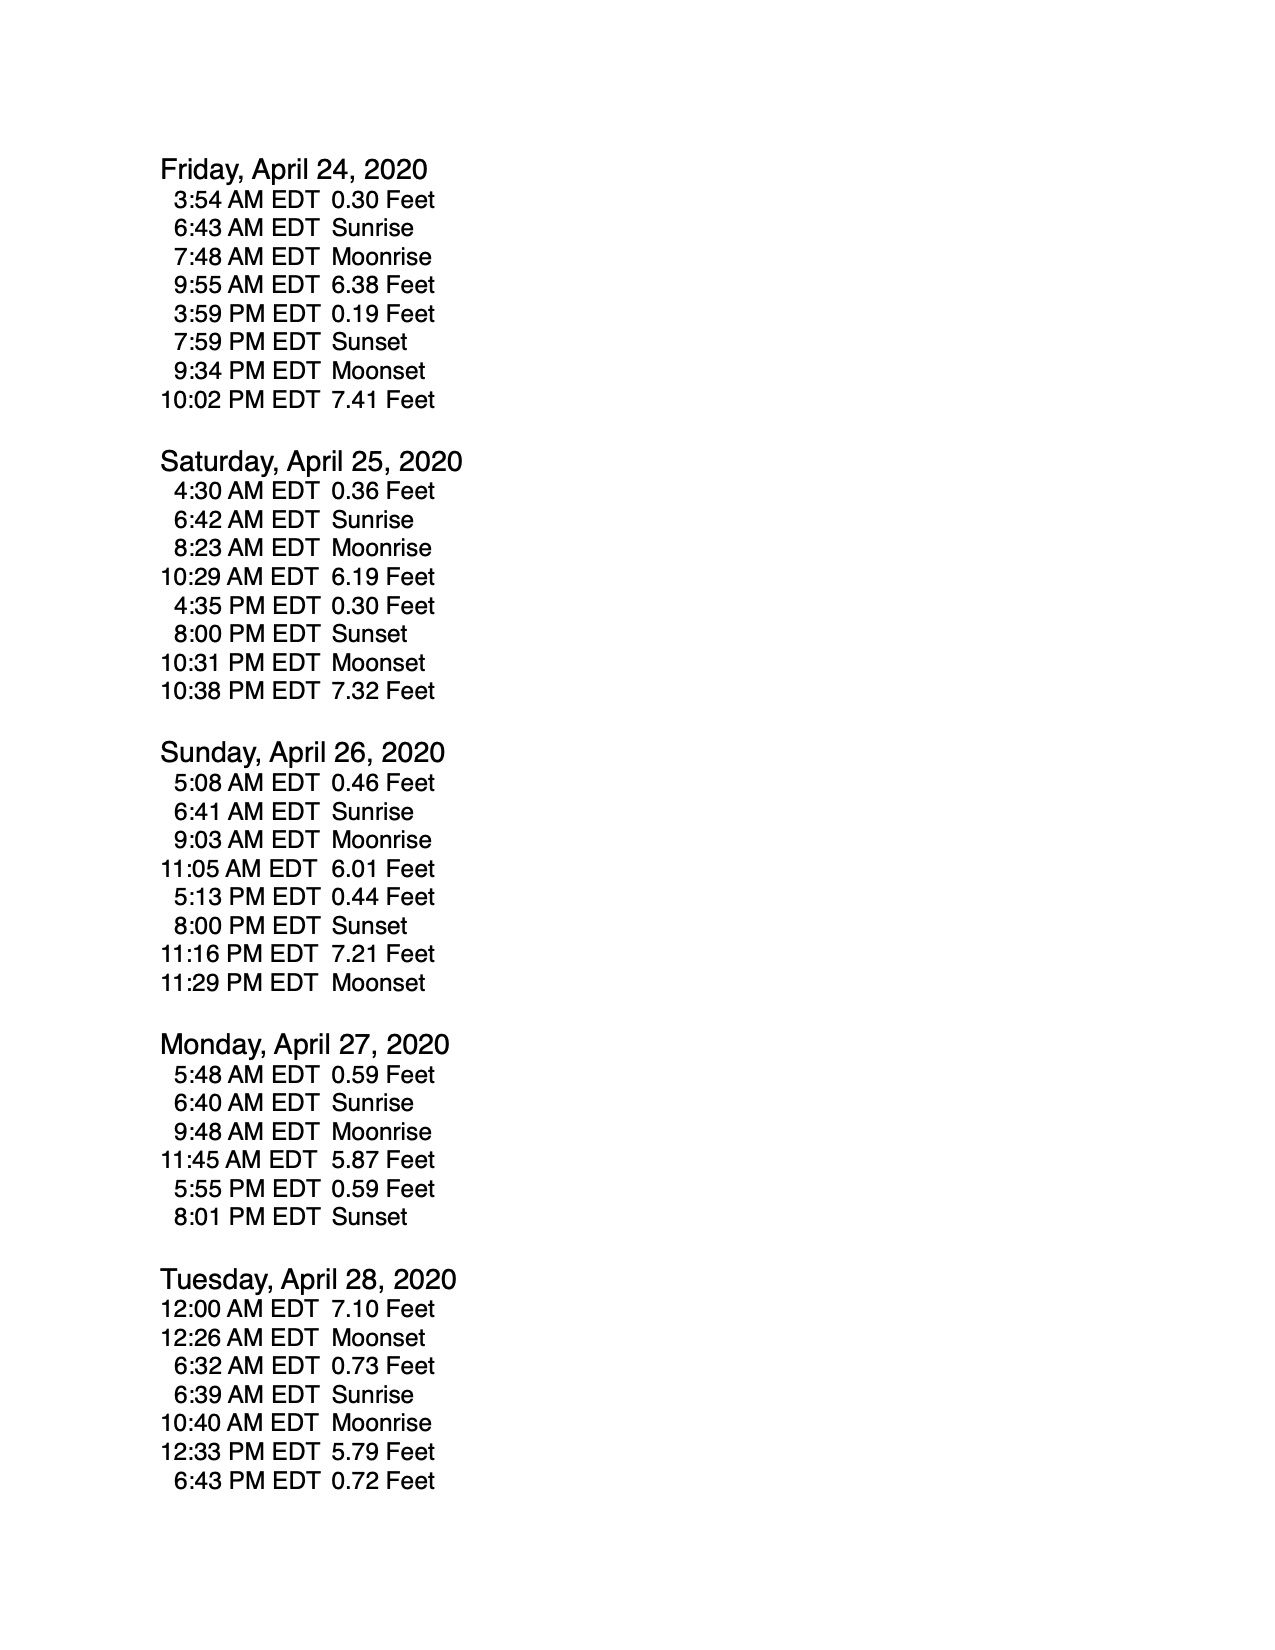 Friday, April 24, 2020
3:54 AM EDT 0.30 Feet
6:43 AM EDT Sunrise
7:48 AM EDT Moonrise
9:55 AM EDT 6.38 Feet
3:59 PM EDT 0.19 Feet
7:59 PM EDT Sunset
9:34 PM EDT Moonset
10:02 PM EDT 7.41 Feet
Saturday, April 25, 2020
4:30 AM EDT 0.36 Feet
6:42 AM EDT Sunrise
8:23 AM EDT Moonrise
10:29 AM EDT 6.19 Feet
4:35 PM EDT 0.30 Feet
8:00 PM EDT Sunset
10:31 PM EDT Moonset
10:38 PM EDT 7.32 Feet
Sunday, April 26, 2020
5:08 AM EDT 0.46 Feet
6:41 AM EDT Sunrise
9:03 AM EDT Moonrise
11:05 AM EDT 6.01 Feet
5:13 PM EDT 0.44 Feet
8:00 PM EDT Sunset
11:16 PM EDT 7.21 Feet
11:29 PM EDT Moonset
Monday, April 27, 2020
5:48 AM EDT 0.59 Feet
6:40 AM EDT Sunrise
9:48 AM EDT Moonrise
11:45 AM EDT 5.87 Feet
5:55 PM EDT 0.59 Feet
8:01 PM EDT Sunset
Tuesday, April 28, 2020
12:00 AM EDT 7.10 Feet
12:26 AM EDT Moonset
6:32 AM EDT 0.73 Feet
6:39 AM EDT Sunrise
10:40 AM EDT Moonrise
12:33 PM EDT 5.79 Feet
6:43 PM EDT 0.72 Feet